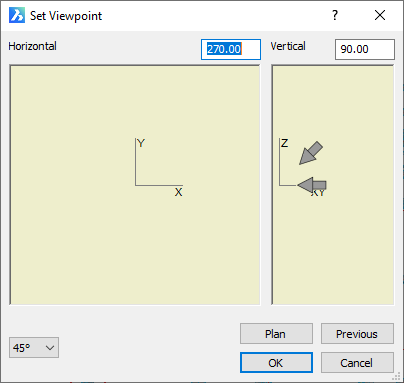 Set Viewpoint
Horizontal 270.00 Vertical 90.00
Y Z
X XY
45°
Plan Previous
OK Cancel